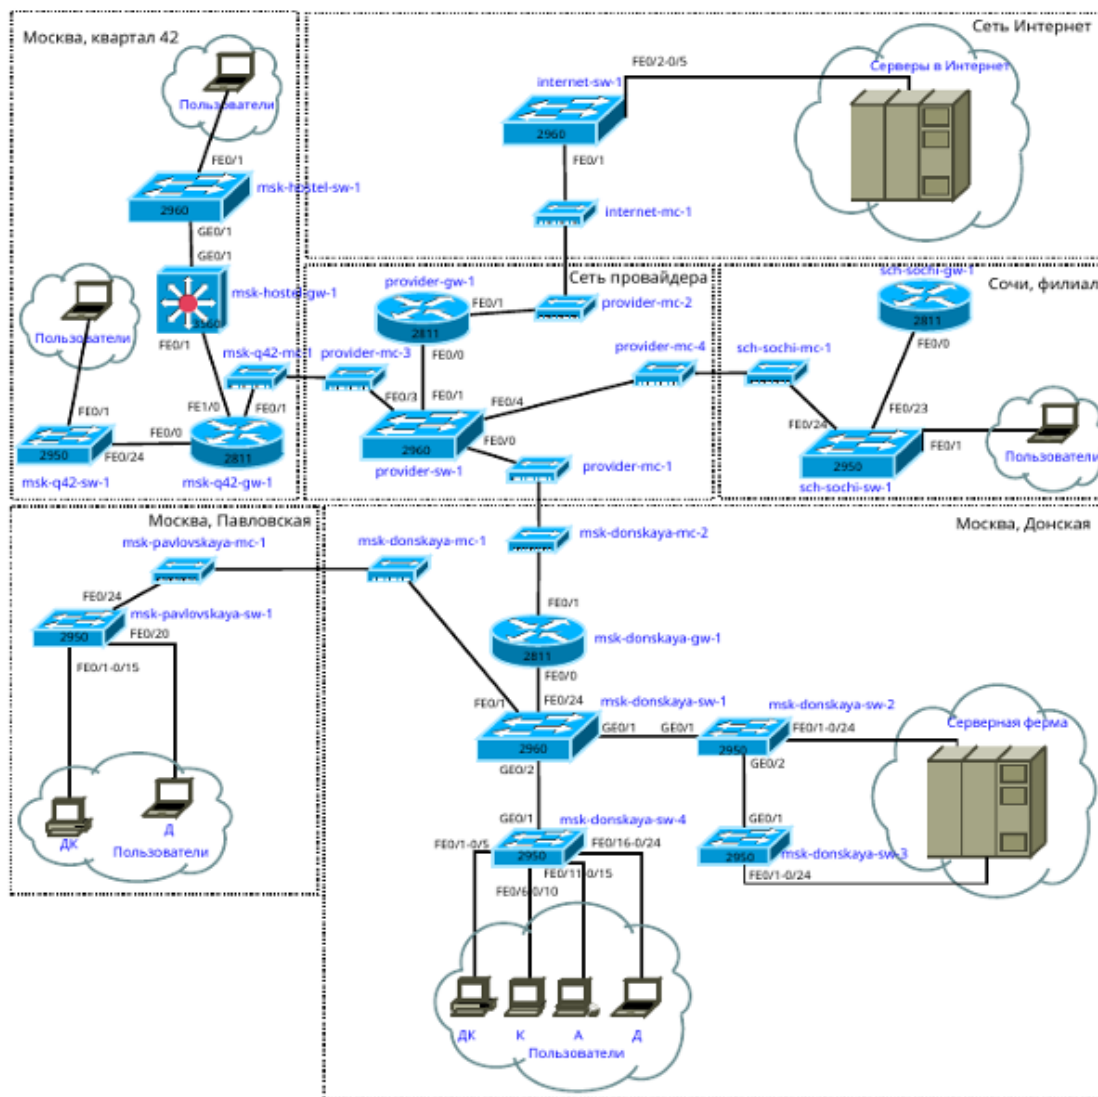 Москва, квартал 42
Пользователи
FE0/1
msk-hostel-sw-1
2960
GE0/1
GE0/1
msk-hostel-gw-1
3560
FE0/1
Пользователи
FE0/1
2950
FE0/24
msk-q42-sw-1
msk-q42-mc-1
FE1/0
FE0/1
FE0/0
2811
msk-q42-gw-1
Сеть Интернет
FE0/2-0/5
Серверы в Интернет
internet-sw-1
2960
FE0/1
internet-mc-1
Сеть провайдера
provider-gw-1
FE0/1
provider-mc-2
2811
FE0/0
provider-mc-3
provider-mc-4
FE0/3
FE0/1
FE0/4
2960
FE0/0
provider-sw-1
provider-mc-1
sch-sochi-gw-1
Сочи, филиал
2811
FE0/0
sch-sochi-mc-1
FE0/23
FE0/24
FE0/1
2950
Пользователи
sch-sochi-sw-1
Москва, Павловская
msk-pavlovskaya-mc-1
FE0/24
msk-pavlovskaya-sw-1
2950
FE0/20
FE0/1-0/15
Д
ДК
Пользователи
Москва, Донская
msk-donskaya-mc-1
msk-donskaya-mc-2
FE0/1
msk-donskaya-gw-1
2811
FE0/0
FE0/1
FE0/24
msk-donskaya-sw-1
msk-donskaya-sw-2
Серверная ферма
GE0/1
GE0/1
FE0/1-0/24
2960
2950
GE0/2
GE0/2
GE0/1
msk-donskaya-sw-4
GE0/1
FE0/1-0/5
FE0/16-0/24
2950
2950
msk-donskaya-sw-3
FE0/11-0/15
FE0/1-0/24
FE0/6-0/10
ДК
К
А
Д
Пользователи